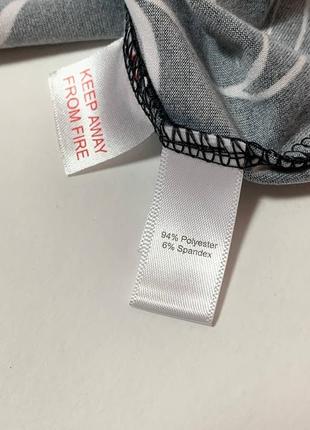 KEEP AWAY
FROM FIRE
94% Polyester
6% Spandex